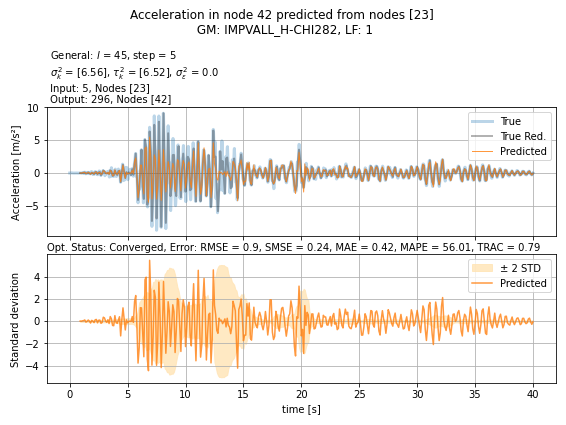 Acceleration in node 42 predicted from nodes [23]
GM: IMPVALL_H-CHI282, LF: 1
General: l = 45, step = 5
σ²ₖ = [6.56], τ²ₖ = [6.52], σ²ₑ = 0.0
Input: 5, Nodes [23]
Output: 296, Nodes [42]
10
5
0
−5
Acceleration [m/s²]
True
True Red.
Predicted
Opt. Status: Converged, Error: RMSE = 0.9, SMSE = 0.24, MAE = 0.42, MAPE = 56.01, TRAC = 0.79
4
2
0
−2
−4
Standard deviation
± 2 STD
Predicted
0 5 10 15 20 25 30 35 40
time [s]